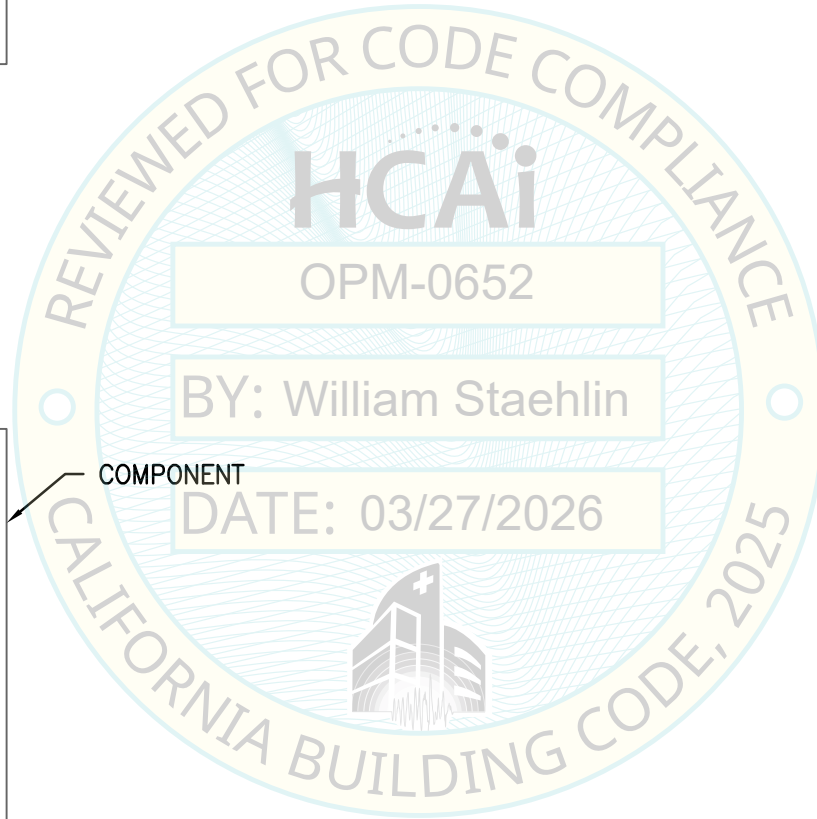 REVIEWED FOR CODE COMPLIANCE
HCAi
OPM-0652
BY: William Staehlin
COMPONENT
DATE: 03/27/2026
CALIFORNIA BUILDING CODE, 2025